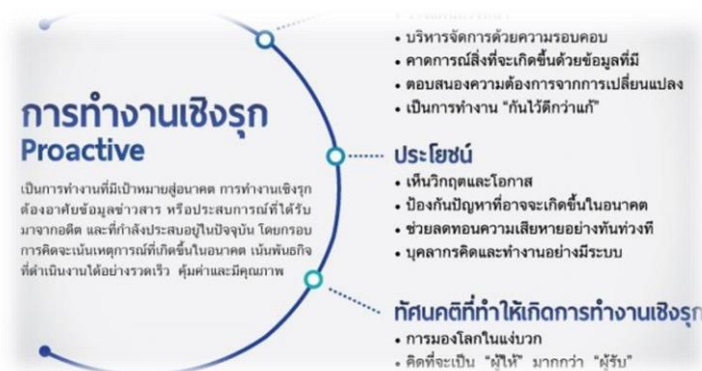 การทำงานเชิงรุก
Proactive
เป็นการทำงานที่มีเป้าหมายสู่อนาคต การทำงานเชิงรุก
ต้องอาศัยข้อมูลข่าวสาร หรือประสบการณ์ที่ได้รับ
มาจากอดีต และที่กำลังประสบอยู่ในปัจจุบัน โดยกรอบ
การคิดจะเน้นเหตุการณ์ที่เกิดขึ้นในอนาคต เน้นพันธกิจ
ที่ดำเนินงานได้อย่างรวดเร็ว คุ้มค่าและมีคุณภาพ
• บริหารจัดการด้วยความรอบคอบ
• คาดการณ์สิ่งที่จะเกิดขึ้นด้วยข้อมูลที่มี
• ตอบสนองความต้องการจากการเปลี่ยนแปลง
• เป็นการทำงาน "กันไว้ดีกว่าแก้"
ประโยชน์
• เห็นวิกฤตและโอกาส
• ป้องกันปัญหาที่อาจจะเกิดขึ้นในอนาคต
• ช่วยลดทอนความเสียหายอย่างทันท่วงที
• บุคลากรคิดและทำงานอย่างมีระบบ
ทัศนคติที่ทำให้เกิดการทำงานเชิงรุก
• การมองโลกในแง่บวก
• คิดที่จะเป็น "ผู้ให้" มากกว่า "ผู้รับ"